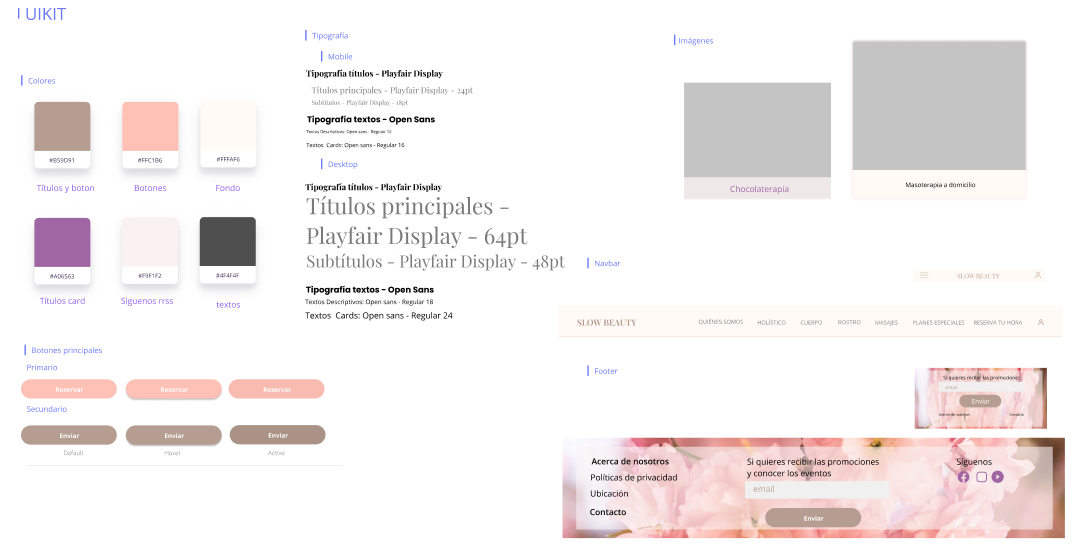 UIKIT
Colores
#B59D91
#FFC1B6
#FFFAF6
Títulos y boton
Botones
Fondo
#A06563
#F9F1F2
#4F4F4F
Títulos card
Siguenos rrss
textos
Botones principales
Primario
Reservar
Reservar
Reservar
Secundario
Enviar
Enviar
Enviar
Default
Hover
Active
Tipografía
Mobile
Tipografía títulos - Playfair Display
Títulos principales - Playfair Display - 24pt
Subtítulos - Playfair Display - 18pt
Tipografía textos - Open Sans
Textos Descriptivos: Open sans - Regular 12
Textos Cards: Open sans - Regular 16
Desktop
Tipografía títulos - Playfair Display
Títulos principales -
Playfair Display - 64pt
Subtítulos - Playfair Display - 48pt
Tipografía textos - Open Sans
Textos Descriptivos: Open sans - Regular 18
Textos Cards: Open sans - Regular 24
Imágenes
Chocolaterapia
Masoterapia a domicilio
Navbar
SLOW BEAUTY
SLOW BEAUTY
QUIÉNES SOMOS
HOLÍSTICO
CUERPO
ROSTRO
MASAJES
PLANES ESPECIALES
RESERVA TU HORA
Footer
Si quieres recibir las promociones
email
Enviar
Acerca de nosotros
Contacto
Acerca de nosotros
Políticas de privacidad
Ubicación
Contacto
Si quieres recibir las promociones
y conocer los eventos
email
Enviar
Síguenos